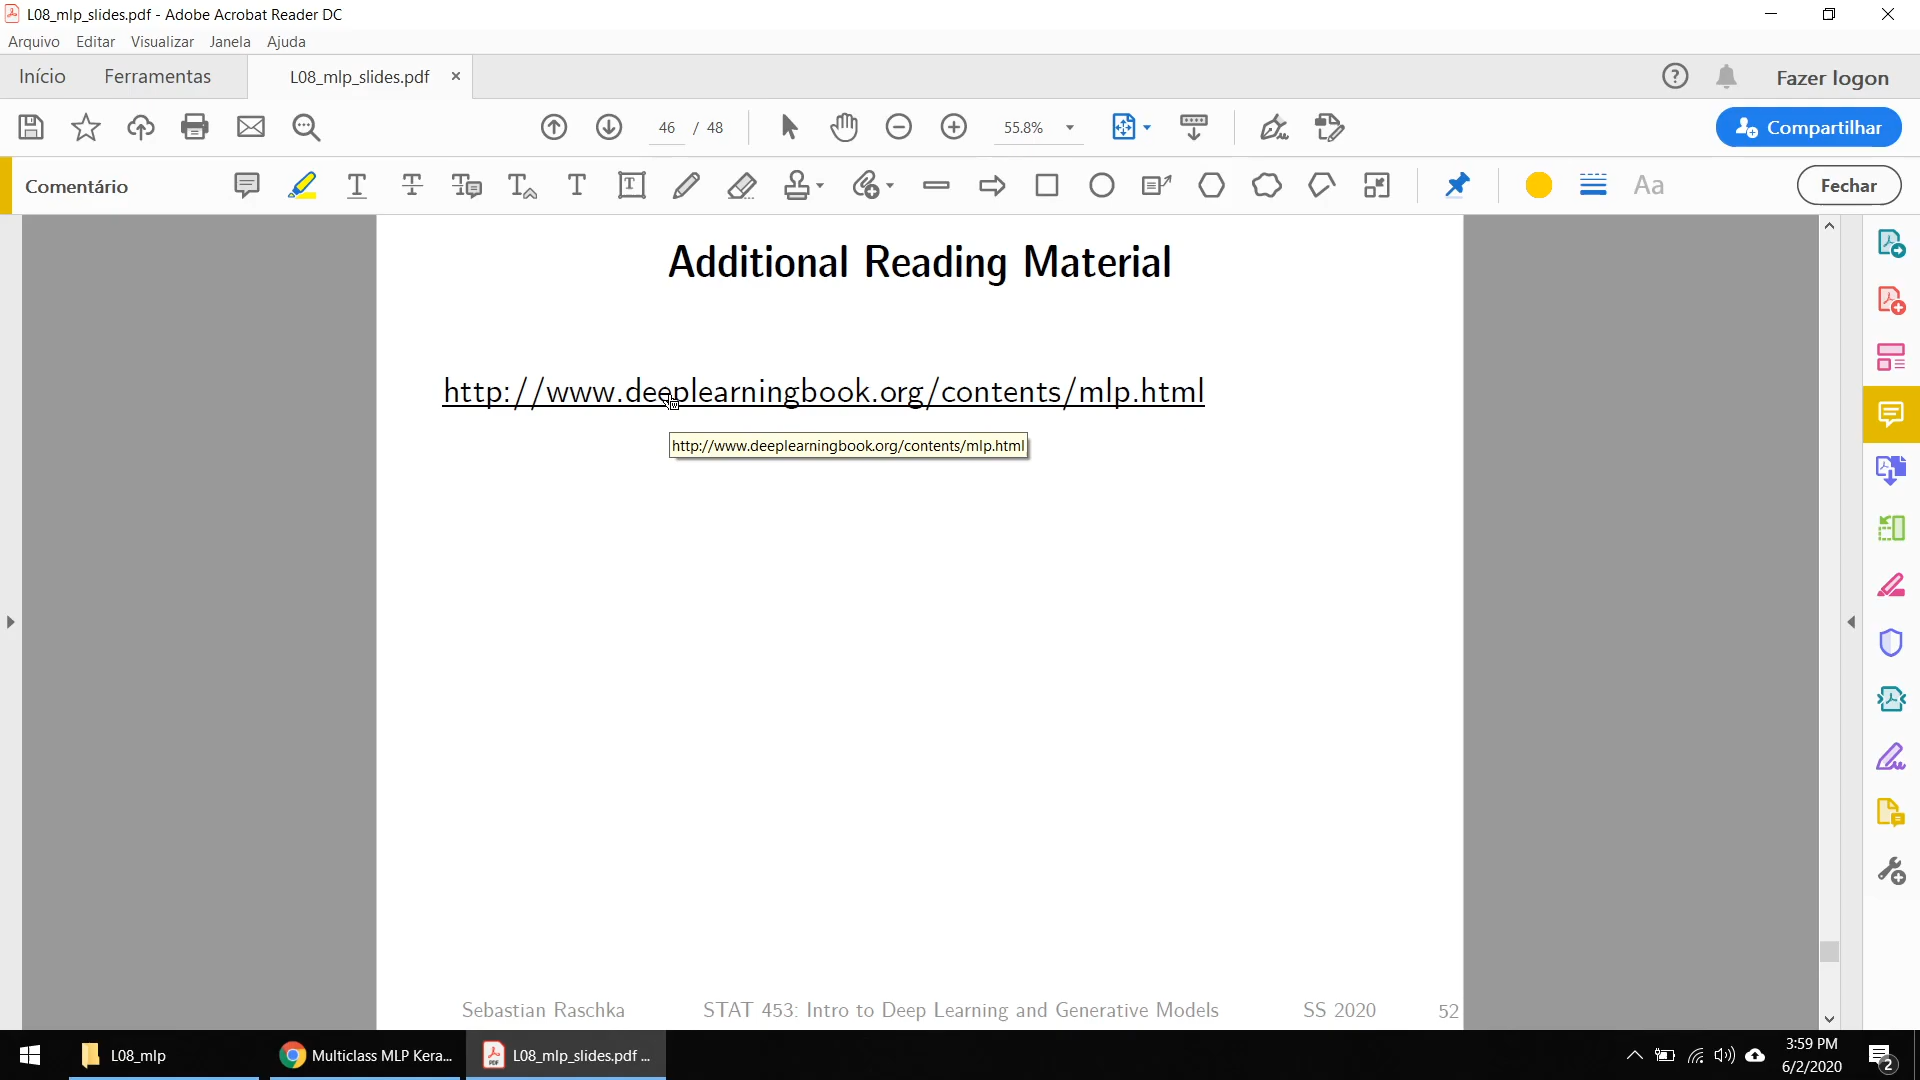 L08_mlp_slides.pdf - Adobe Acrobat Reader DC
Arquivo Editar Visualizar Janela Ajuda
Início Ferramentas L08_mlp_slides.pdf × Fazer logon
46 / 48 55.8% Compartilhar
Comentário Aa Fechar
Additional Reading Material
http://www.deeplearningbook.org/contents/mlp.html
http://www.deeplearningbook.org/contents/mlp.html
Sebastian Raschka STAT 453: Intro to Deep Learning and Generative Models SS 2020 52
L08_mlp Multiclass MLP Kera... L08_mlp_slides.pdf ... 3:59 PM
6/2/2020 2